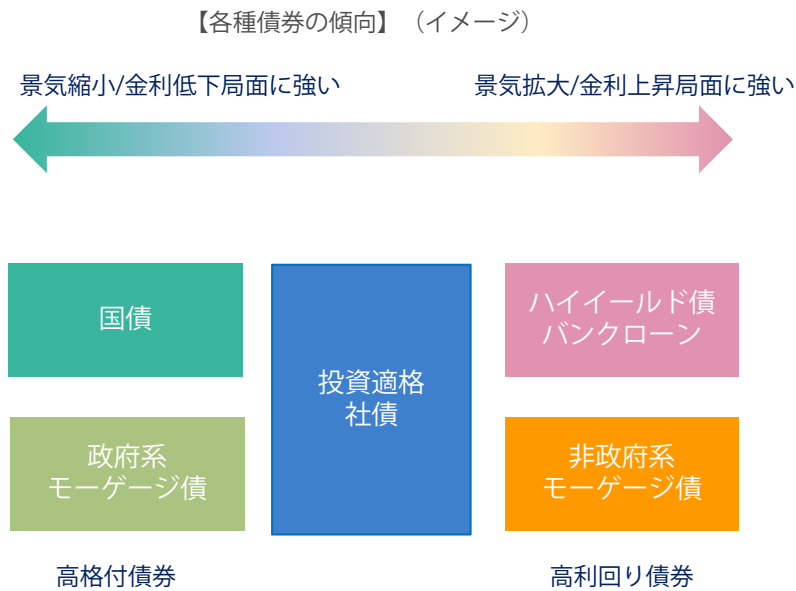 【各種債券の傾向】（イメージ）
景気縮小/金利低下局面に強い
景気拡大/金利上昇局面に強い
国債
ハイイールド債
バンクローン
投資適格
社債
政府系
モーゲージ債
非政府系
モーゲージ債
高格付債券
高利回り債券